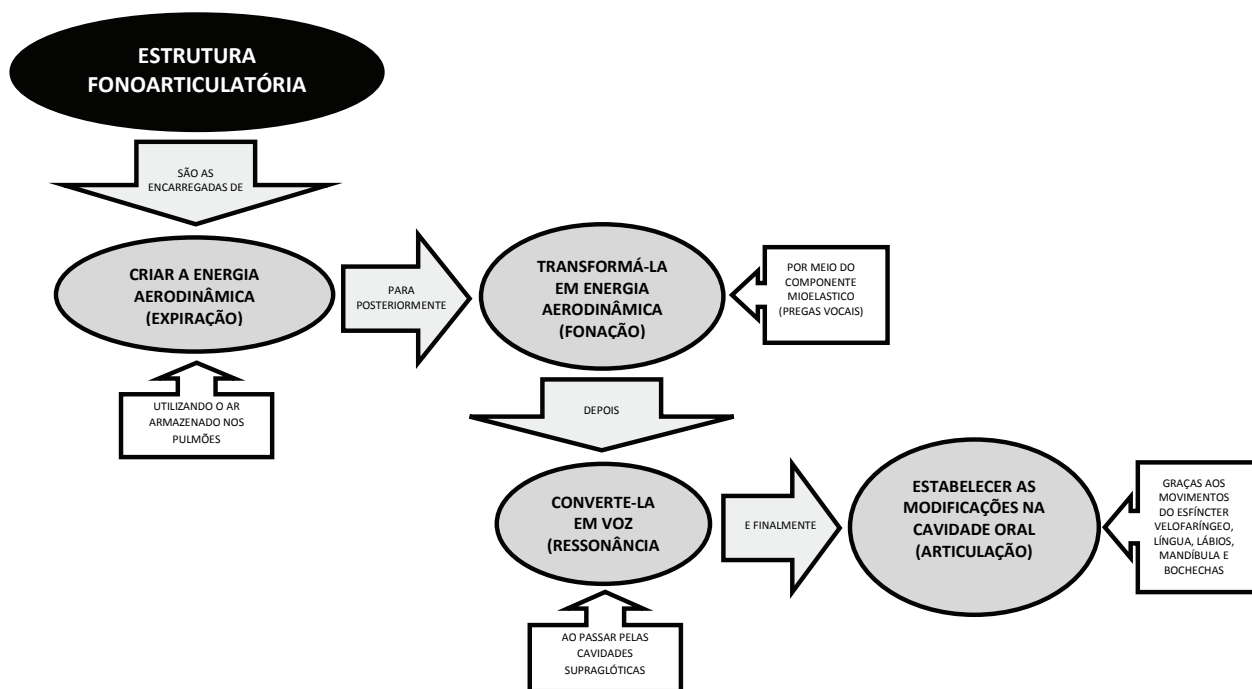 ESTRUTURA
FONOARTICULATÓRIA
SÃO AS
ENCARREGADAS DE
CRIAR A ENERGIA
AERODINÂMICA
(EXPIRAÇÃO)
UTILIZANDO O AR
ARMAZENADO NOS
PULMÕES
PARA
POSTERIORMENTE
TRANSFORMÁ-LA
EM ENERGIA
AERODINÂMICA
(FONAÇÃO)
POR MEIO DO
COMPONENTE
MIOELASTICO
(PREGAS VOCAIS)
DEPOIS
CONVERTE-LA
EM VOZ
(RESSONÂNCIA
AO PASSAR PELAS
CAVIDADES
SUPRAGLÓTICAS
E FINALMENTE
ESTABELECER AS
MODIFICAÇÕES NA
CAVIDADE ORAL
(ARTICULAÇÃO)
GRAÇAS AOS
MOVIMENTOS
DO ESFÍNCTER
VELOFARÍNGEO,
LÍNGUA, LÁBIOS,
MANDÍBULA E
BOCHECHAS